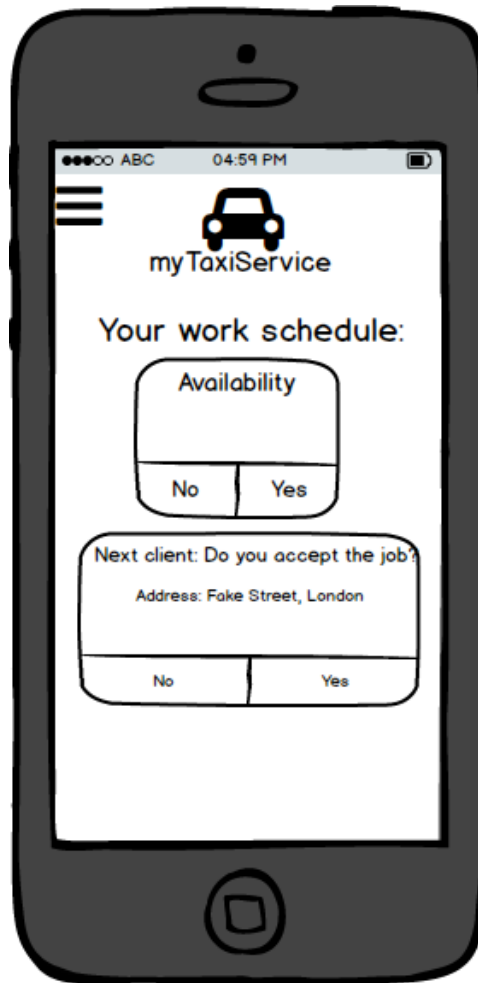 ABC 04:59 PM
myTaxiService
Your work schedule:
Availability
No Yes
Next client: Do you accept the job?
Address: Fake Street, London
No Yes